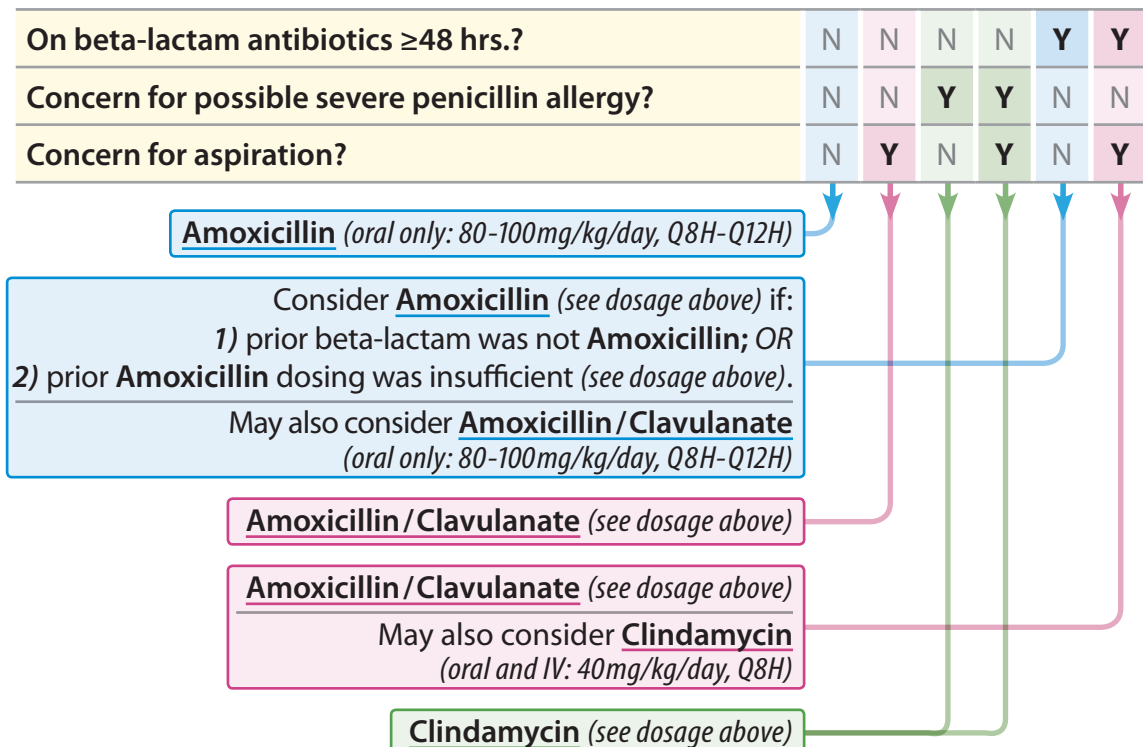 On beta-lactam antibiotics ≥48 hrs.? N N N N Y Y
Concern for possible severe penicillin allergy? N N Y Y N N
Concern for aspiration? N Y N Y N Y
Amoxicillin (oral only: 80-100mg/kg/day, Q8H-Q12H)
Consider Amoxicillin (see dosage above) if:
1) prior beta-lactam was not Amoxicillin; OR
2) prior Amoxicillin dosing was insufficient (see dosage above).
May also consider Amoxicillin/Clavulanate
(oral only: 80-100mg/kg/day, Q8H-Q12H)
Amoxicillin/Clavulanate (see dosage above)
Amoxicillin/Clavulanate (see dosage above)
May also consider Clindamycin
(oral and IV: 40mg/kg/day, Q8H)
Clindamycin (see dosage above)